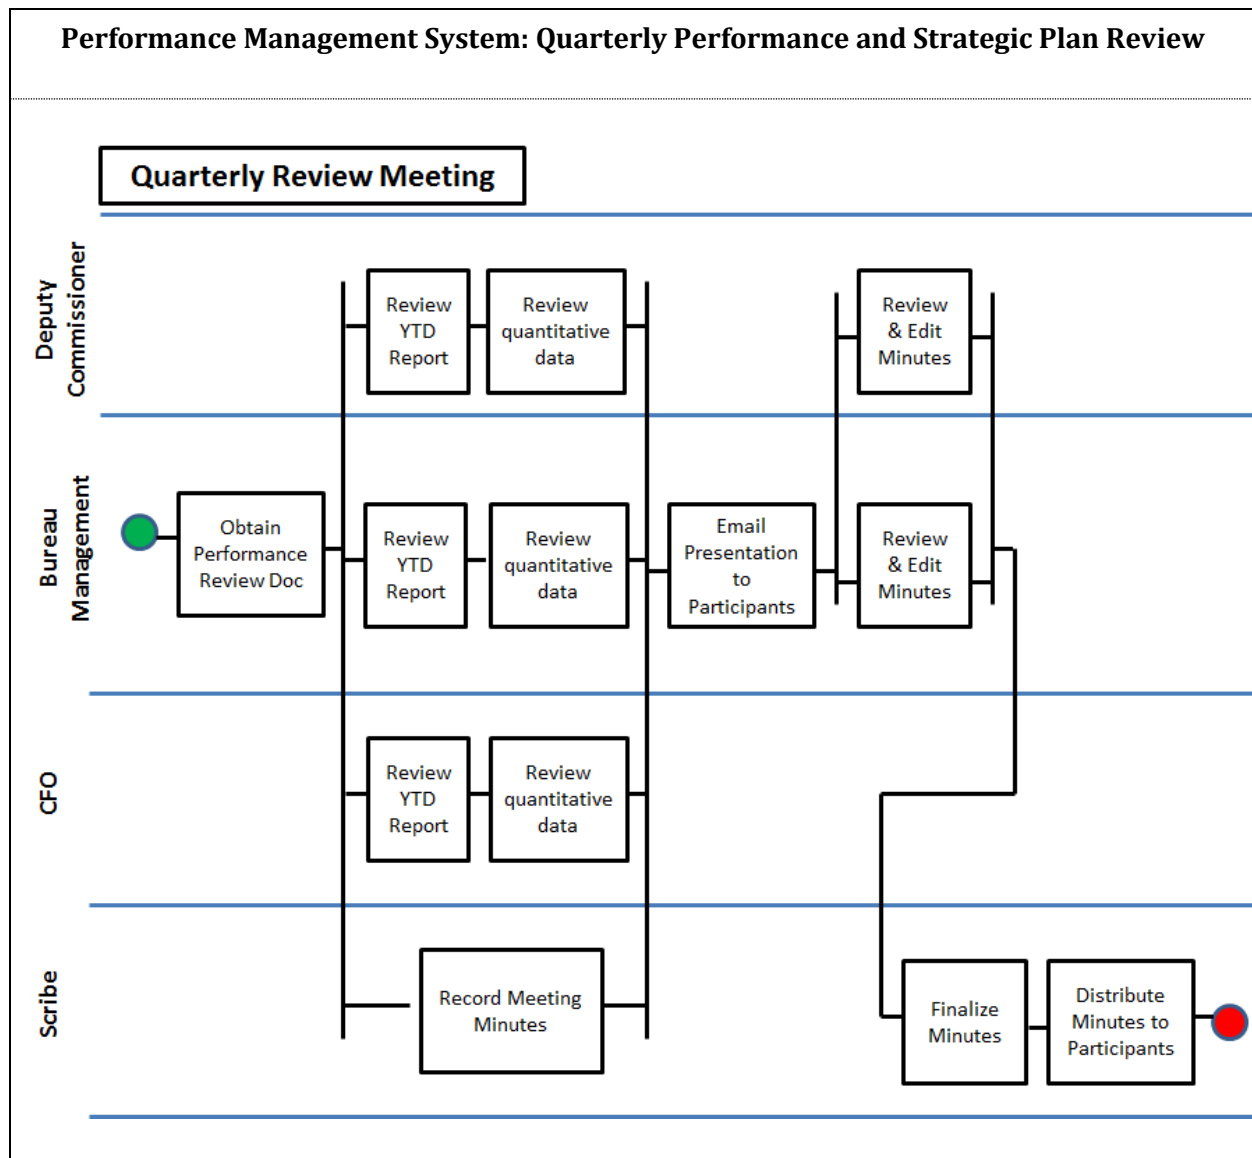 Performance Management System: Quarterly Performance and Strategic Plan Review
Quarterly Review Meeting
Deputy
Commissioner
Review
YTD
Report
Review
quantitative
data
Review
& Edit
Minutes
Bureau
Management
Obtain
Performance
Review Doc
Review
YTD
Report
Review
quantitative
data
Email
Presentation
to
Participants
Review
& Edit
Minutes
CFO
Review
YTD
Report
Review
quantitative
data
Scribe
Record Meeting
Minutes
Finalize
Minutes
Distribute
Minutes to
Participants